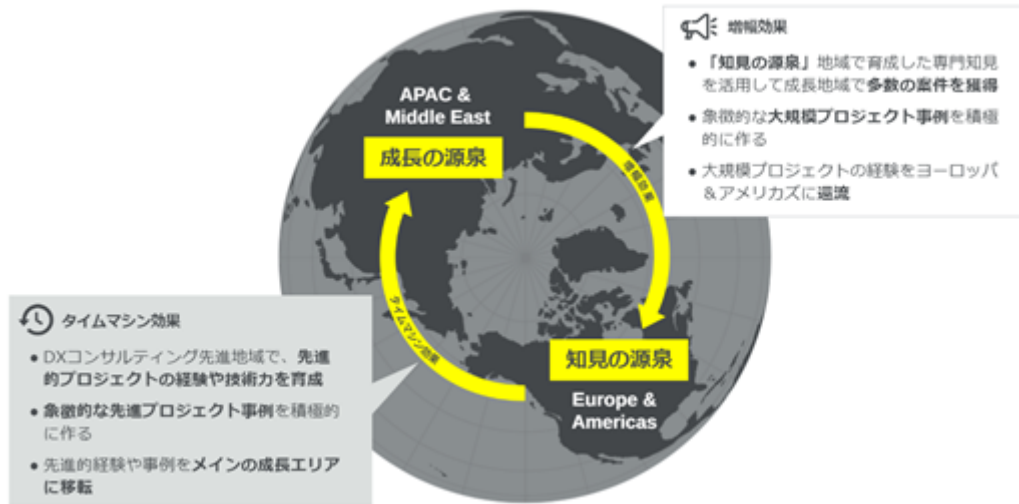 増幅効果
• 「知見の源泉」地域で育成した専門知見
を活用して成長地域で多数の案件を獲得
• 象徴的な大規模プロジェクト事例を積極
的に作る
• 大規模プロジェクトの経験をヨーロッパ
＆アメリカズに還流
APAC &
Middle East
成長の源泉
増幅効果
タイムマシン効果
知見の源泉
Europe &
Americas
タイムマシン効果
• DXコンサルティング先進地域で、先進
的プロジェクトの経験や技術力を育成
• 象徴的な先進プロジェクト事例を積極的
に作る
• 先進的経験や事例をメインの成長エリア
に移転